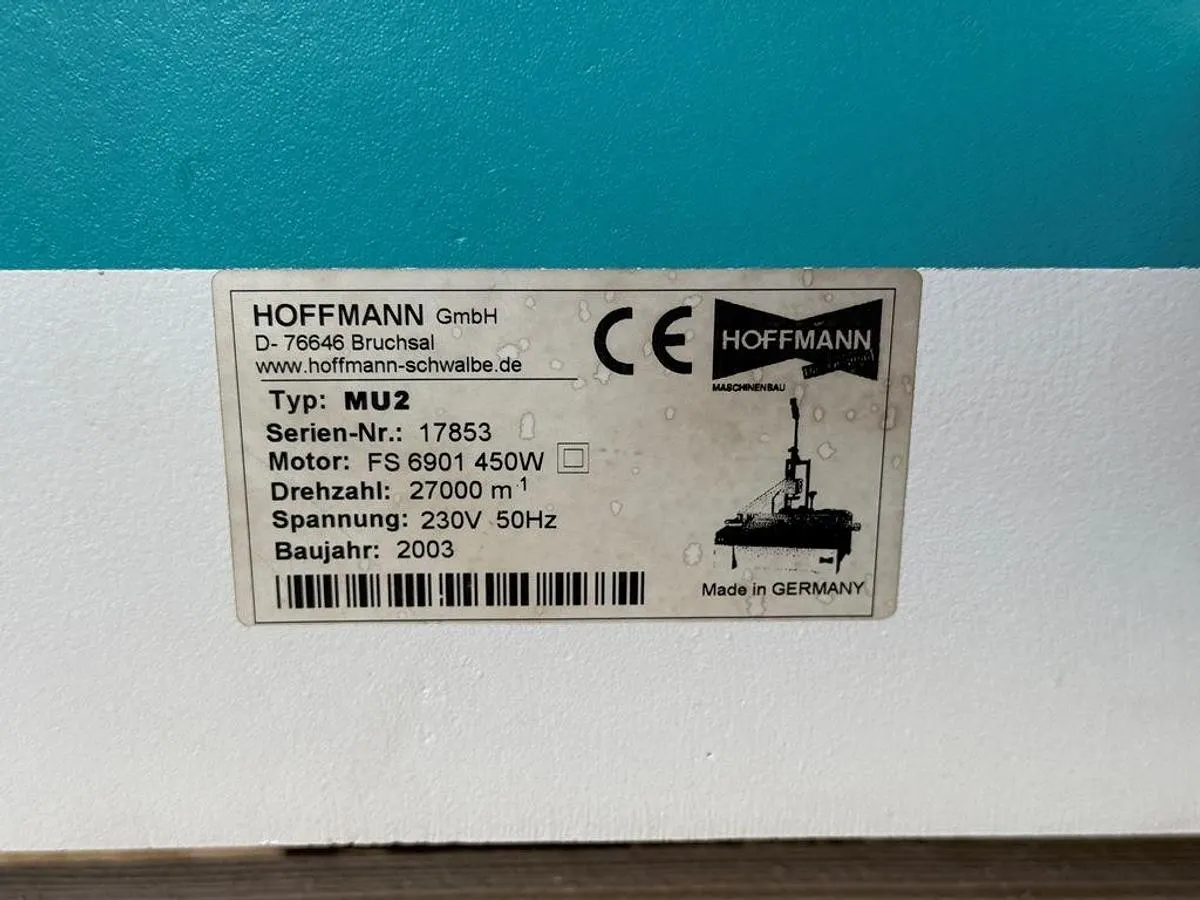 HOFFMANN GmbH
D- 76646 Bruchsal
www.hoffmann-schwalbe.de
Typ: MU2
Serien-Nr.: 17853
Motor: FS 6901 450W
Drehzahl: 27000 m-1
Spannung: 230V 50Hz
Baujahr: 2003
CE
HOFFMANN
MASCHINENBAU
Made in GERMANY